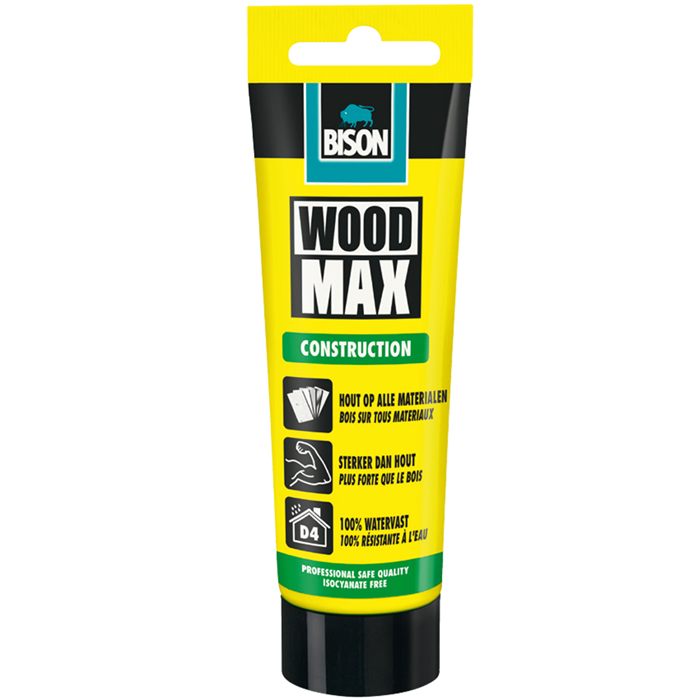 BISON
WOOD
MAX
CONSTRUCTION
HOUT OP ALLE MATERIALEN
BOIS SUR TOUS MATERIAUX
STERKER DAN HOUT
PLUS FORTE QUE LE BOIS
D4
100% WATERVAST
100% RÉSISTANTE À L'EAU
PROFESSIONAL SAFE QUALITY
ISOCYANATE FREE